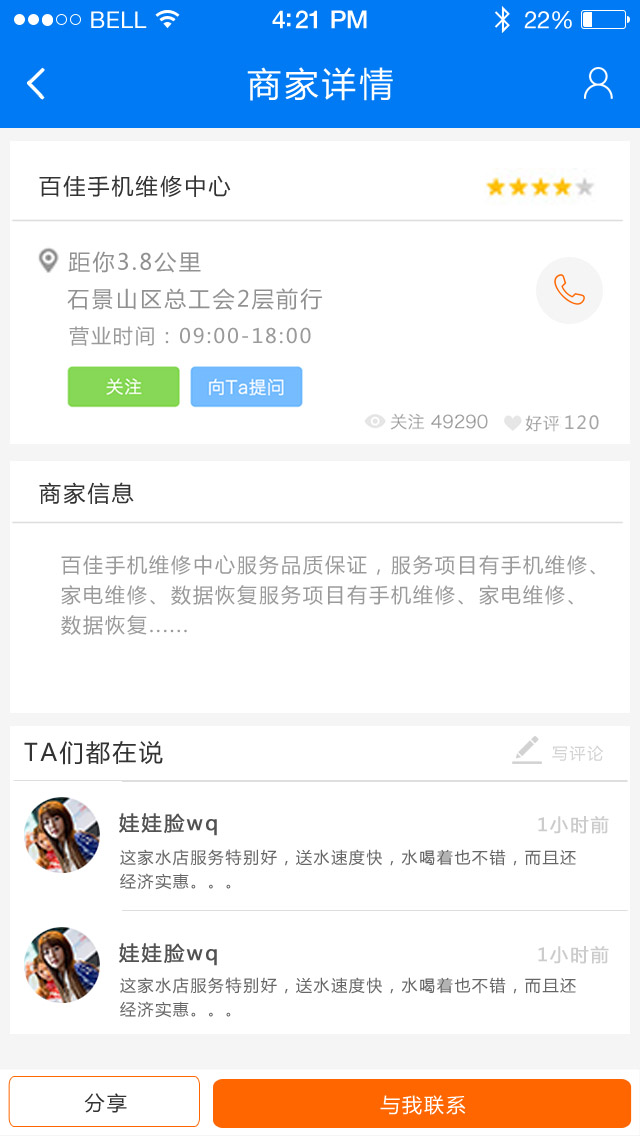 BELL 4:21 PM 22%
商家详情
百佳手机维修中心
距你3.8公里
石景山区总工会2层前行
营业时间：09:00-18:00
关注 向Ta提问
关注 49290 好评 120
商家信息
百佳手机维修中心服务品质保证，服务项目有手机维修、
家电维修、数据恢复服务项目有手机维修、家电维修、
数据恢复......
TA们都在说 写评论
娃娃脸wq 1小时前
这家水店服务特别好，送水速度快，水喝着也不错，而且还
经济实惠。。。
娃娃脸wq 1小时前
这家水店服务特别好，送水速度快，水喝着也不错，而且还
经济实惠。。。
分享 与我联系